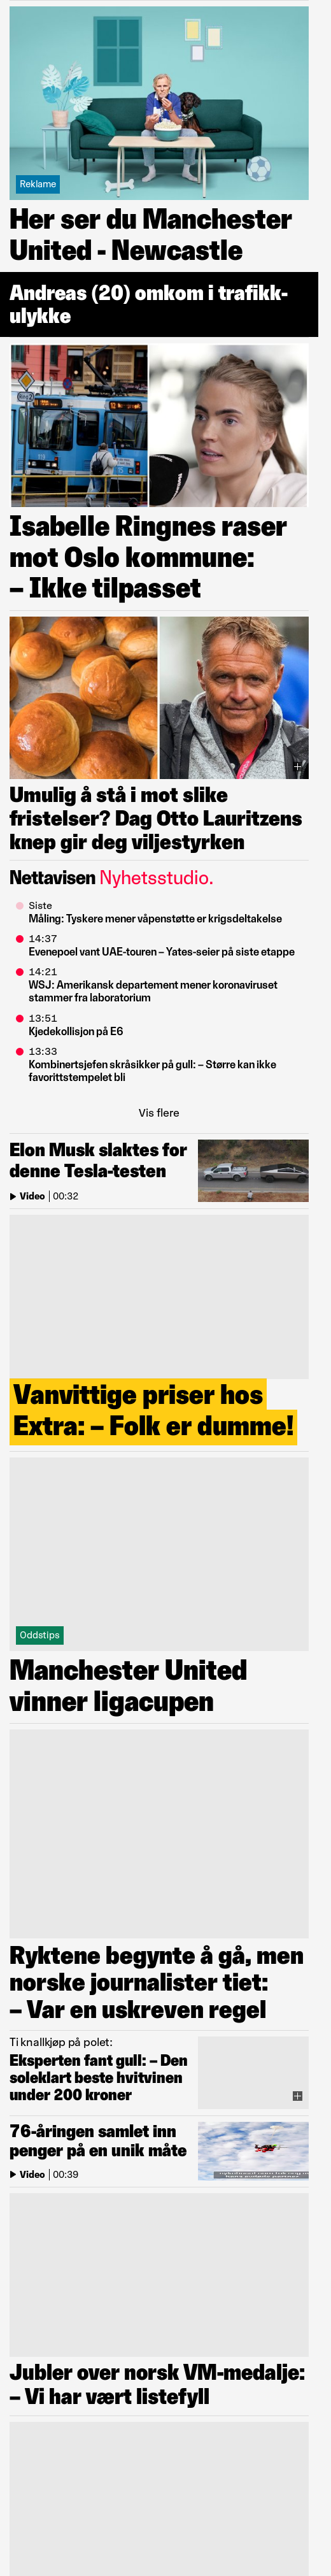 Reklame
Her ser du Manchester
United - Newcastle
Andreas (20) omkom i trafikk-
ulykke
Isabelle Ringnes raser
mot Oslo kommune:
– Ikke tilpasset
Umulig å stå i mot slike
fristelser? Dag Otto Lauritzens
knep gir deg viljestyrken
Nettavisen Nyhetsstudio.
Siste
Måling: Tyskere mener våpenstøtte er krigsdeltakelse
14:37
Evenepoel vant UAE-touren – Yates-seier på siste etappe
14:21
WSJ: Amerikansk departement mener koronaviruset
stammer fra laboratorium
13:51
Kjedekollisjon på E6
13:33
Kombinertsjefen skråsikker på gull: – Større kan ikke
favorittstempelet bli
Vis flere
Elon Musk slaktes for
denne Tesla-testen
Video | 00:32
Vanvittige priser hos
Extra: – Folk er dumme!
Oddstips
Manchester United
vinner ligacupen
Ryktene begynte å gå, men
norske journalister tiet:
– Var en uskreven regel
Ti knallkjøp på polet:
Eksperten fant gull: – Den
soleklart beste hvitvinen
under 200 kroner
76-åringen samlet inn
penger på en unik måte
Video | 00:39
Jubler over norsk VM-medalje:
– Vi har vært listefyll